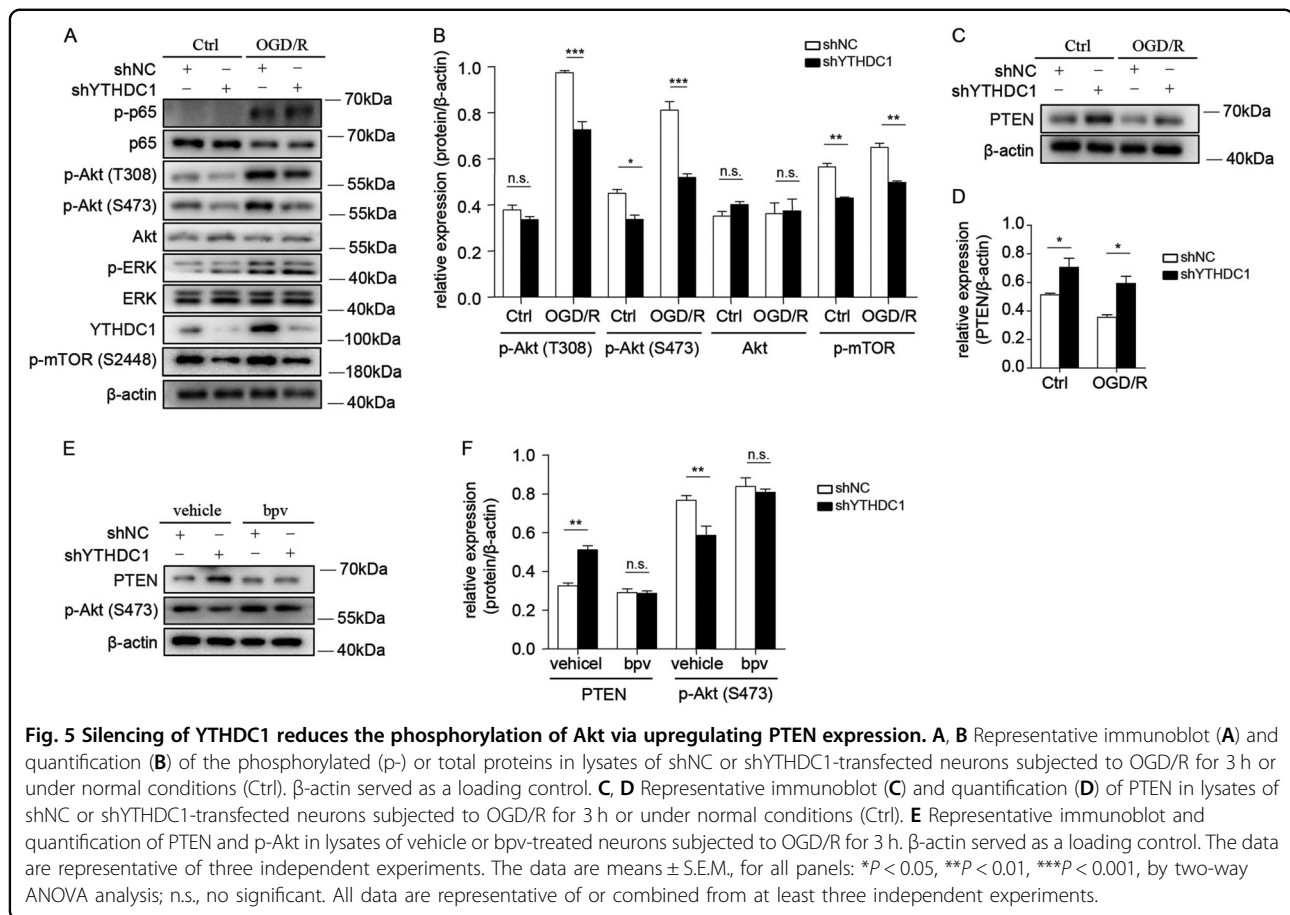 A
Ctrl OGD/R
shNC + − + −
shYTHDC1 − + − +
p-p65 —70kDa
p65 —70kDa
p-Akt (T308) —55kDa
p-Akt (S473) —55kDa
Akt —55kDa
p-ERK —40kDa
ERK —40kDa
YTHDC1 —100kDa
p-mTOR (S2448) —180kDa
β-actin —40kDa
B
relative expression (protein/β-actin)
1.0
0.8
0.6
0.4
0.2
0.0
n.s. *** * *** n.s. n.s. ** **
shNC
shYTHDC1
Ctrl OGD/R Ctrl OGD/R Ctrl OGD/R Ctrl OGD/R
p-Akt (T308) p-Akt (S473) Akt p-mTOR
C
Ctrl OGD/R
shNC + − + −
shYTHDC1 − + − +
PTEN —70kDa
β-actin —40kDa
D
relative expression
(PTEN/β-actin)
1.0
0.8
0.6
0.4
0.2
0.0
* *
shNC
shYTHDC1
Ctrl OGD/R
E
vehicle bpv
shNC + − + −
shYTHDC1 − + − +
PTEN —70kDa
p-Akt (S473) —55kDa
β-actin —40kDa
F
relative expression
(protein/β-actin)
1.0
0.8
0.6
0.4
0.2
0.0
** n.s. ** n.s.
shNC
shYTHDC1
vehicel bpv vehicle bpv
PTEN p-Akt (S473)
Fig. 5 Silencing of YTHDC1 reduces the phosphorylation of Akt via upregulating PTEN expression. A, B Representative immunoblot (A) and
quantification (B) of the phosphorylated (p-) or total proteins in lysates of shNC or shYTHDC1-transfected neurons subjected to OGD/R for 3 h or
under normal conditions (Ctrl). β-actin served as a loading control. C, D Representative immunoblot (C) and quantification (D) of PTEN in lysates of
shNC or shYTHDC1-transfected neurons subjected to OGD/R for 3 h or under normal conditions (Ctrl). E Representative immunoblot and
quantification of PTEN and p-Akt in lysates of vehicle or bpv-treated neurons subjected to OGD/R for 3 h. β-actin served as a loading control. The data
are representative of three independent experiments. The data are means ± S.E.M., for all panels: *P < 0.05, **P < 0.01, ***P < 0.001, by two-way
ANOVA analysis; n.s., no significant. All data are representative of or combined from at least three independent experiments.